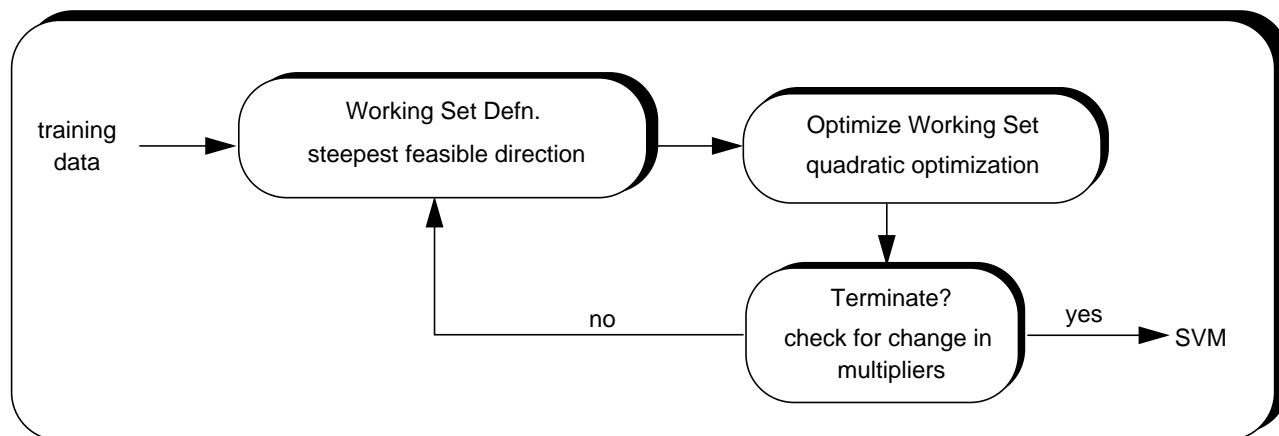 training
data
Working Set Defn.
steepest feasible direction
Optimize Working Set
quadratic optimization
Terminate?
check for change in
multipliers
no
yes
SVM